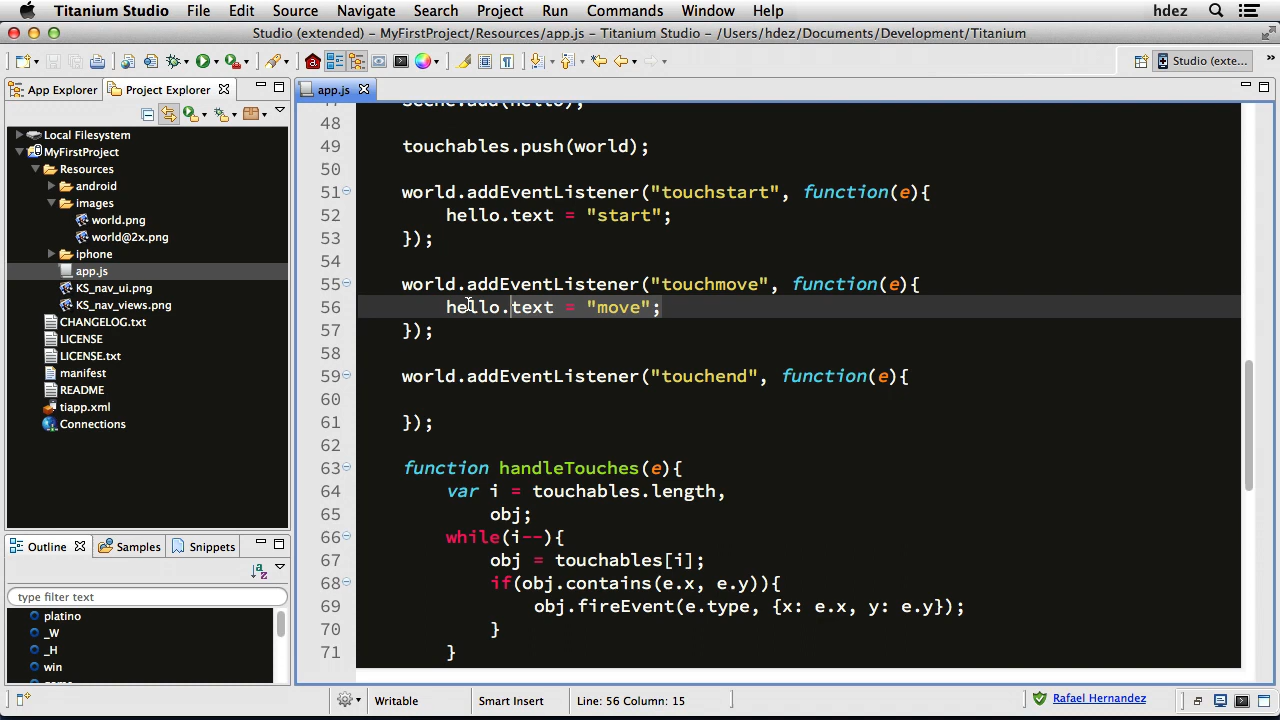 Titanium Studio File Edit Source Navigate Search Project Run Commands Window Help hdez
Studio (extended) - MyFirstProject/Resources/app.js - Titanium Studio - /Users/hdez/Documents/Development/Titanium
Studio (exte...
App Explorer Project Explorer
app.js
Local Filesystem
MyFirstProject
Resources
android
images
world.png
world@2x.png
iphone
app.js
KS_nav_ui.png
KS_nav_views.png
CHANGELOG.txt
LICENSE
LICENSE.txt
manifest
README
tiapp.xml
Connections
Outline Samples Snippets
type filter text
platino
_W
_H
win
47 scene.add(hello);
48
49 touchables.push(world);
50
51 world.addEventListener("touchstart", function(e){
52 hello.text = "start";
53 });
54
55 world.addEventListener("touchmove", function(e){
56 hello.text = "move";
57 });
58
59 world.addEventListener("touchend", function(e){
60
61 });
62
63 function handleTouches(e){
64 var i = touchables.length,
65 obj;
66 while(i--){
67 obj = touchables[i];
68 if(obj.contains(e.x, e.y)){
69 obj.fireEvent(e.type, {x: e.x, y: e.y});
70 }
71 }
Writable Smart Insert Line: 56 Column: 15 Rafael Hernandez